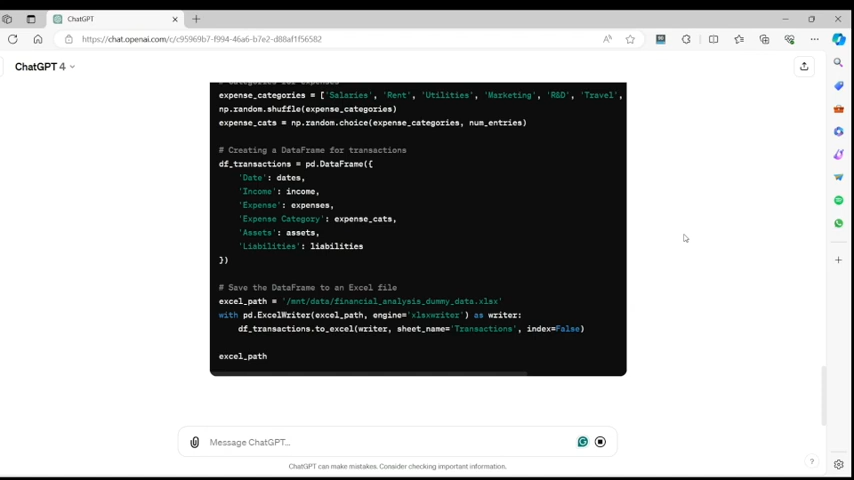 ChatGPT
https://chat.openai.com/c/c95969b7-f994-46a6-b7e2-d88af1f56582
ChatGPT 4
# Categories for expenses
expense_categories = ['Salaries', 'Rent', 'Utilities', 'Marketing', 'R&D', 'Travel',
np.random.shuffle(expense_categories)
expense_cats = np.random.choice(expense_categories, num_entries)
# Creating a DataFrame for transactions
df_transactions = pd.DataFrame({
'Date': dates,
'Income': income,
'Expense': expenses,
'Expense Category': expense_cats,
'Assets': assets,
'Liabilities': liabilities
})
# Save the DataFrame to an Excel file
excel_path = '/mnt/data/financial_analysis_dummy_data.xlsx'
with pd.ExcelWriter(excel_path, engine='xlsxwriter') as writer:
df_transactions.to_excel(writer, sheet_name='Transactions', index=False)
excel_path
Message ChatGPT...
ChatGPT can make mistakes. Consider checking important information.
?